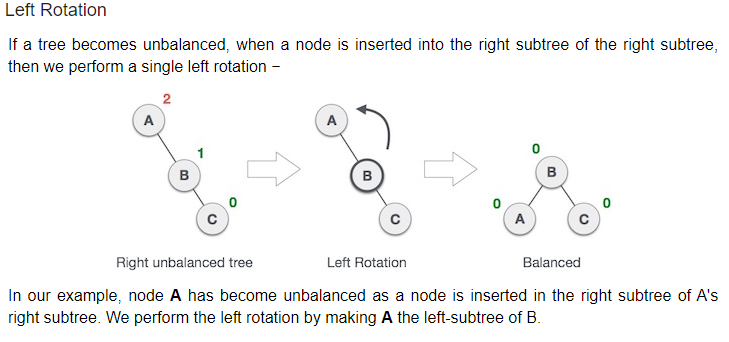 Left Rotation
If a tree becomes unbalanced, when a node is inserted into the right subtree of the right subtree,
then we perform a single left rotation −
2
A
A
1
0
B
B
B
0
0
0
C
C
A
C
Right unbalanced tree
Left Rotation
Balanced
In our example, node A has become unbalanced as a node is inserted in the right subtree of A's
right subtree. We perform the left rotation by making A the left-subtree of B.